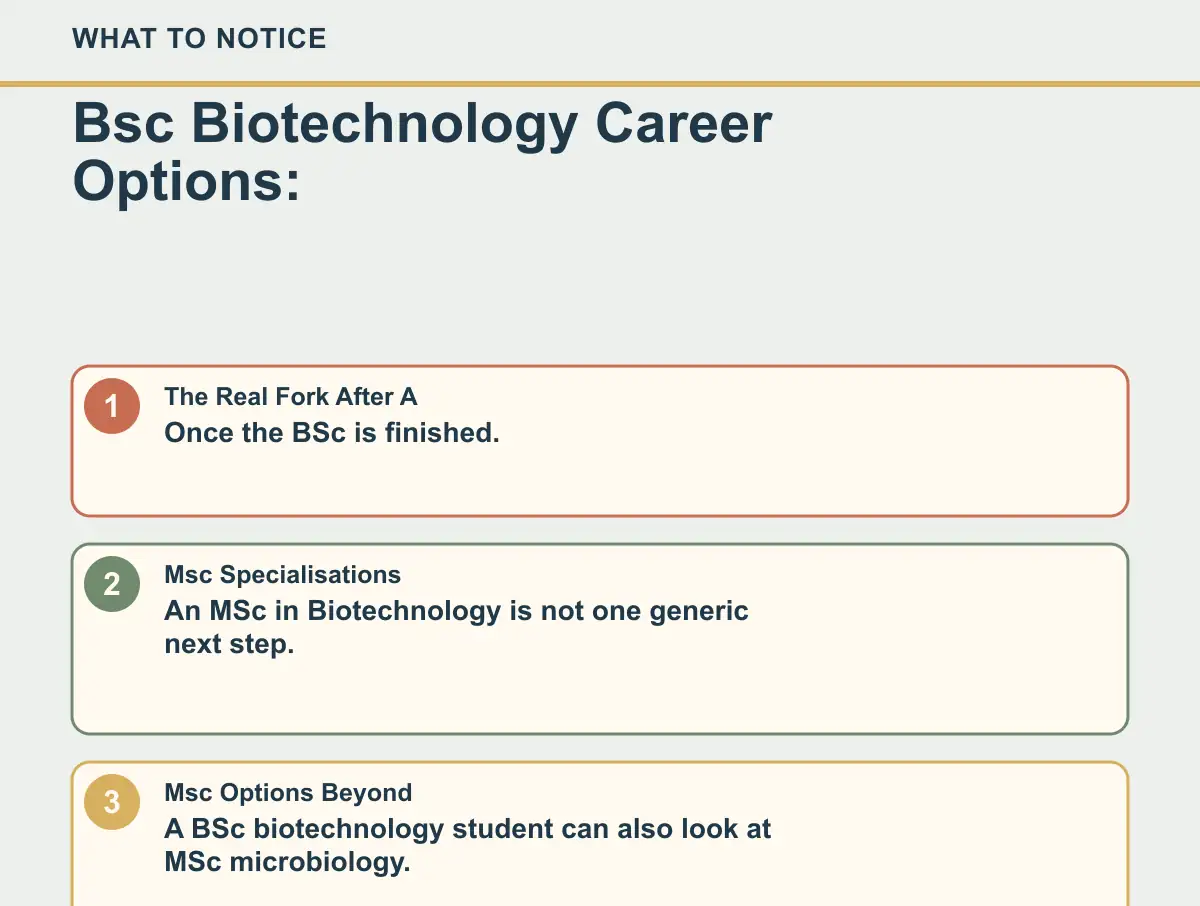 WHAT TO NOTICE
Bsc Biotechnology Career
Options:
1
The Real Fork After A
Once the BSc is finished.
2
Msc Specialisations
An MSc in Biotechnology is not one generic
next step.
3
Msc Options Beyond
A BSc biotechnology student can also look at
MSc microbiology.